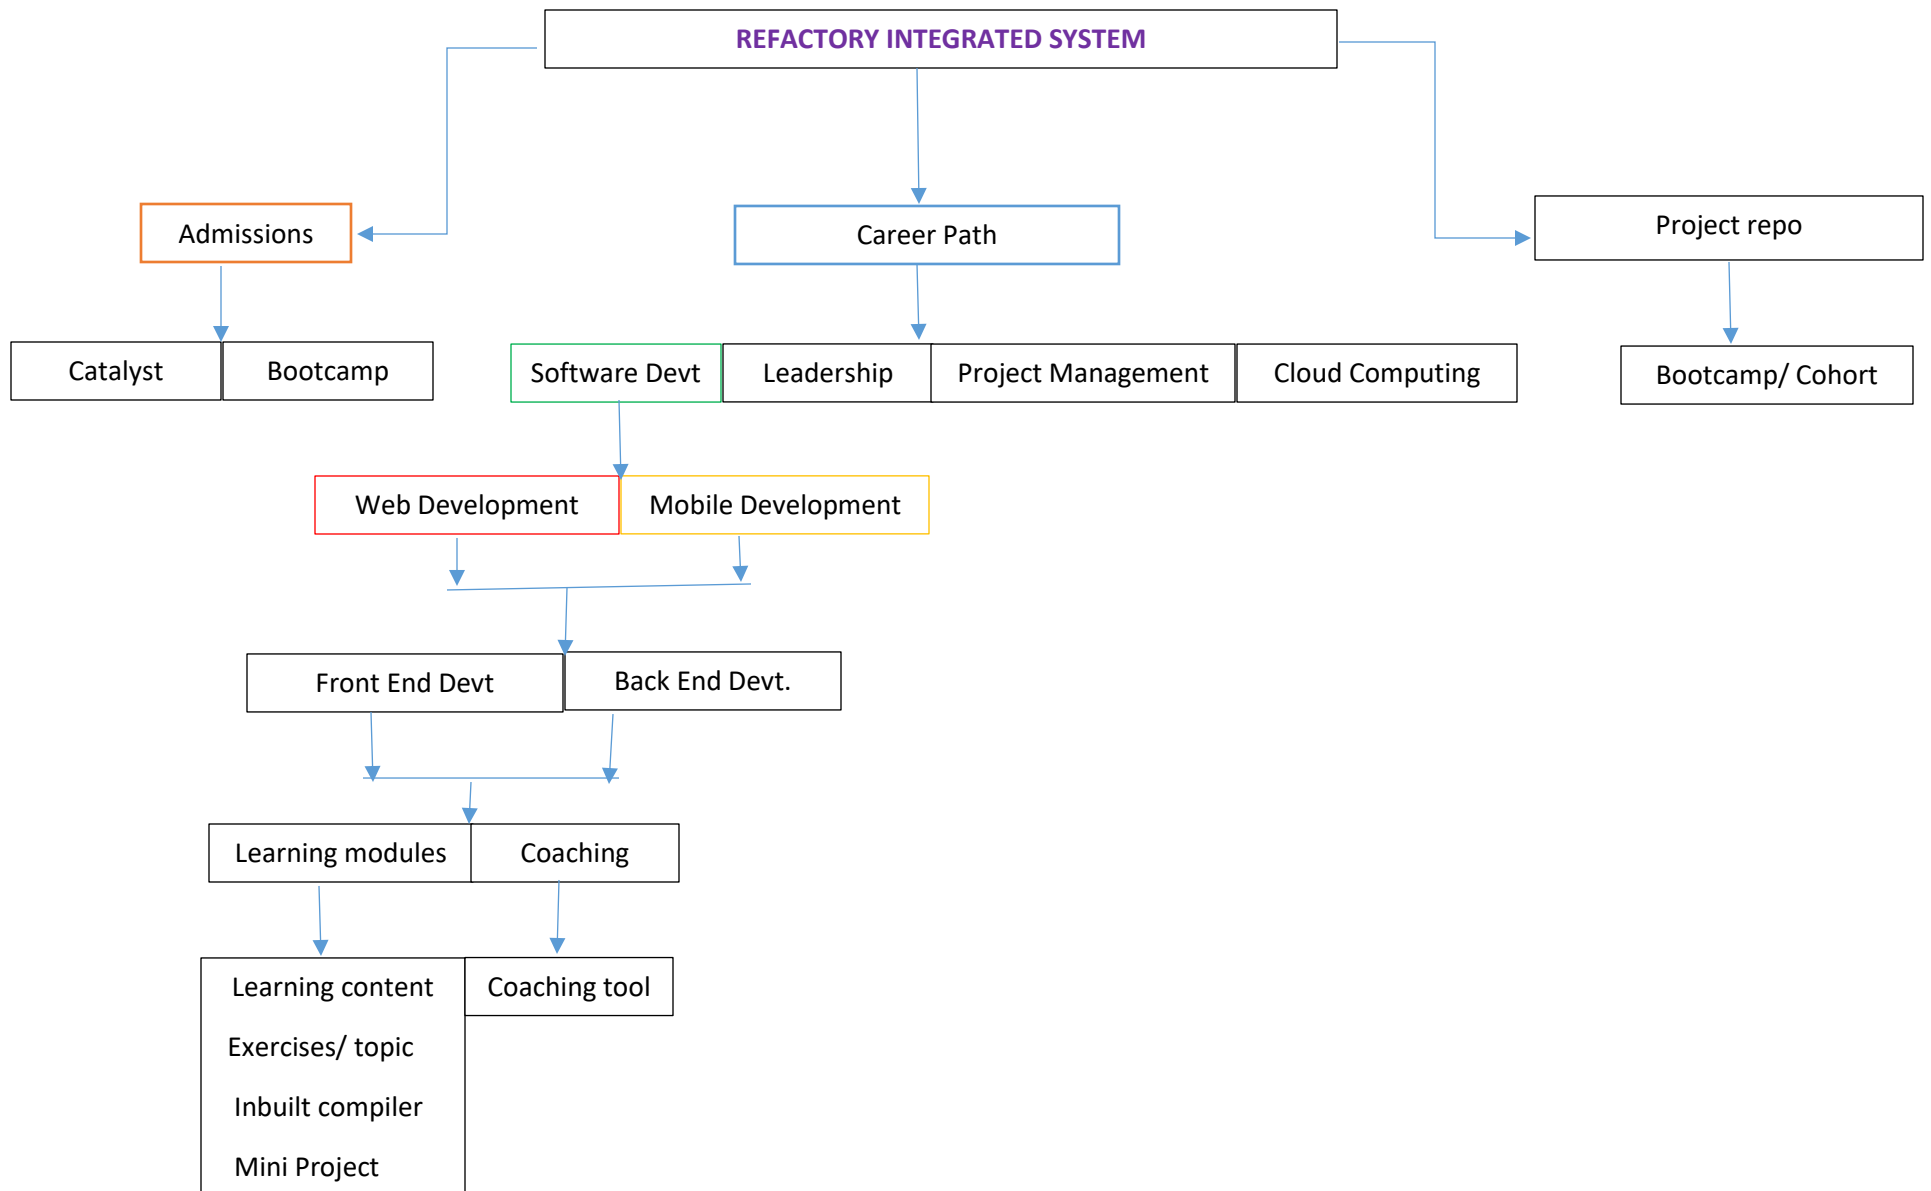 REFACTORY INTEGRATED SYSTEM
Admissions
Career Path
Project repo
Catalyst
Bootcamp
Software Devt
Leadership
Project Management
Cloud Computing
Bootcamp/ Cohort
Web Development
Mobile Development
Front End Devt
Back End Devt.
Learning modules
Coaching
Learning content
Coaching tool
Exercises/ topic
Inbuilt compiler
Mini Project